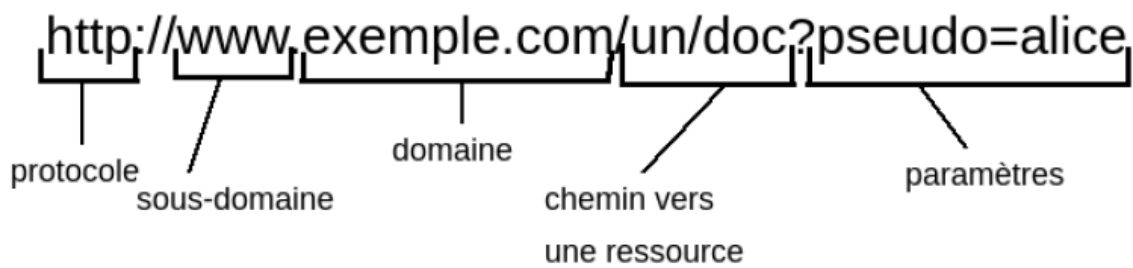 http://www.exemple.com/un/doc?pseudo=alice
protocole
sous-domaine
domaine
chemin vers
une ressource
paramètres